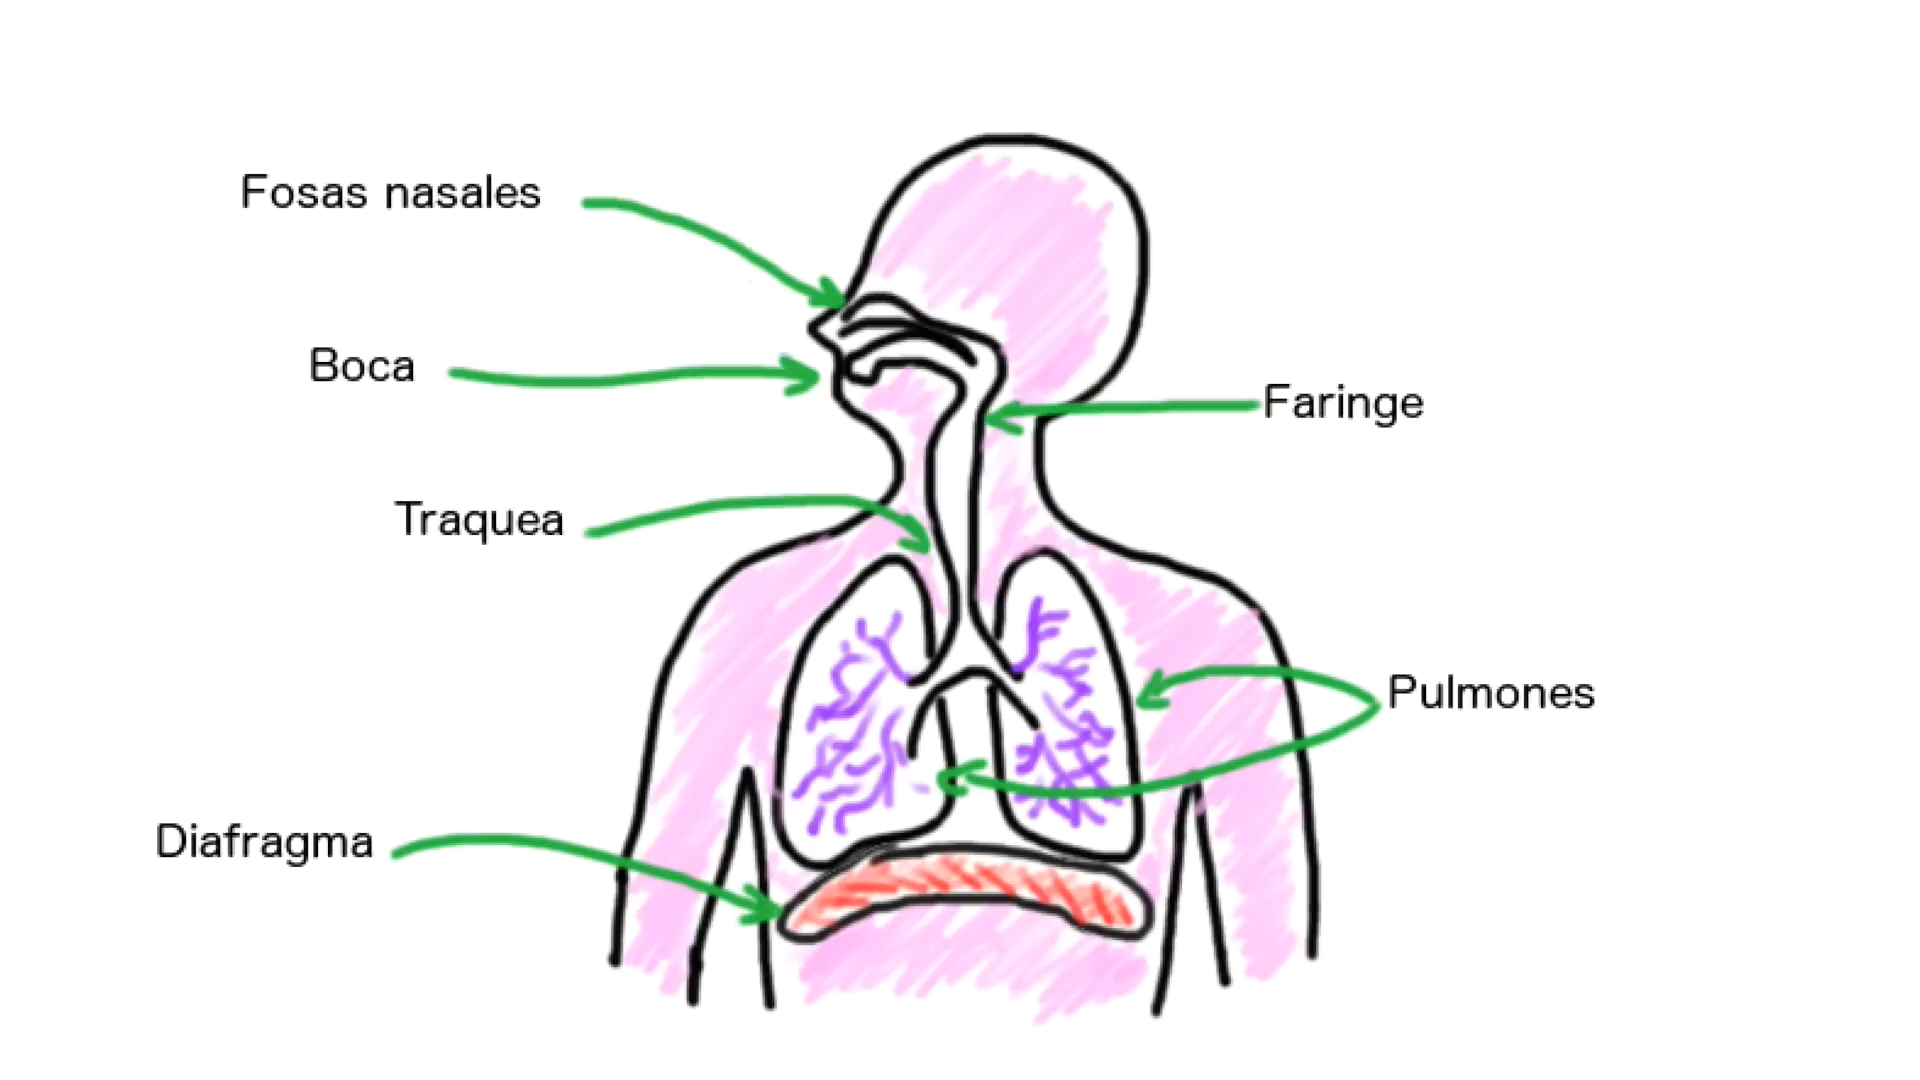 Fosas nasales
Boca
Faringe
Traquea
Pulmones
Diafragma